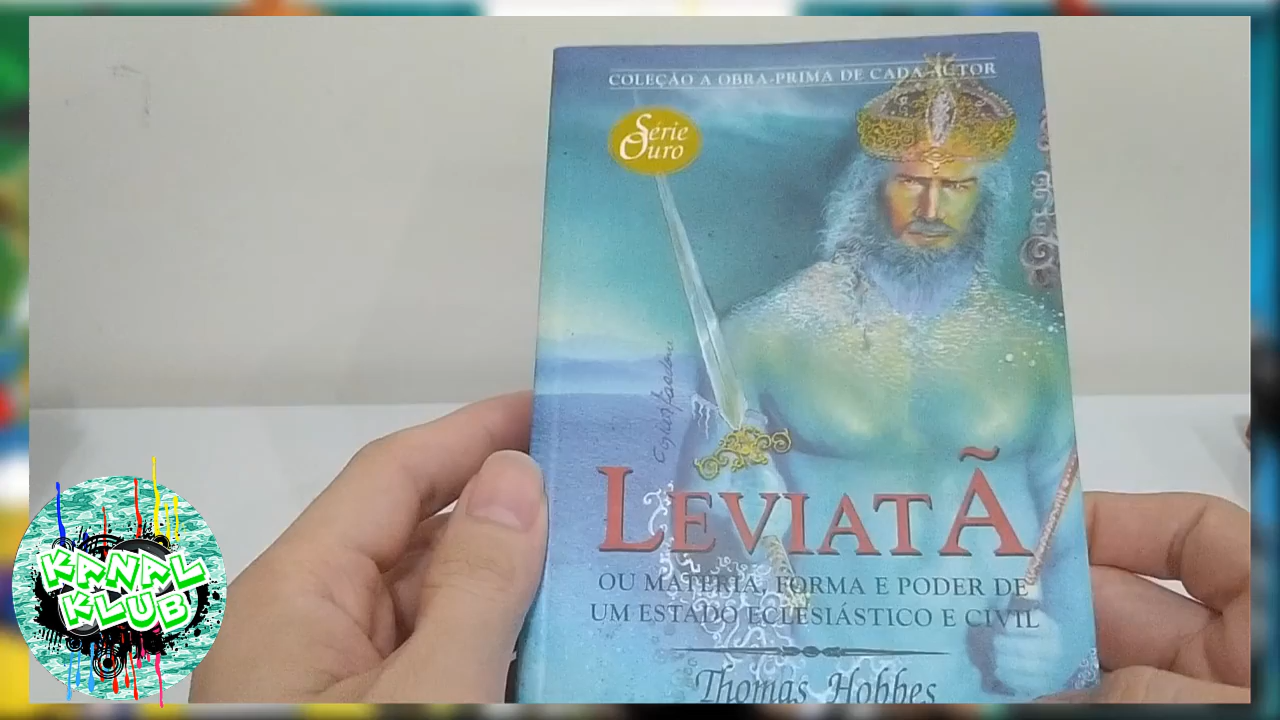 COLEÇÃO A OBRA-PRIMA DE CADA AUTOR
Série
Ouro
LEVIATÃ
OU MATÉRIA, FORMA E PODER DE
UM ESTADO ECLESIÁSTICO E CIVIL
Thomas Hobbes
KANAL
KLUB